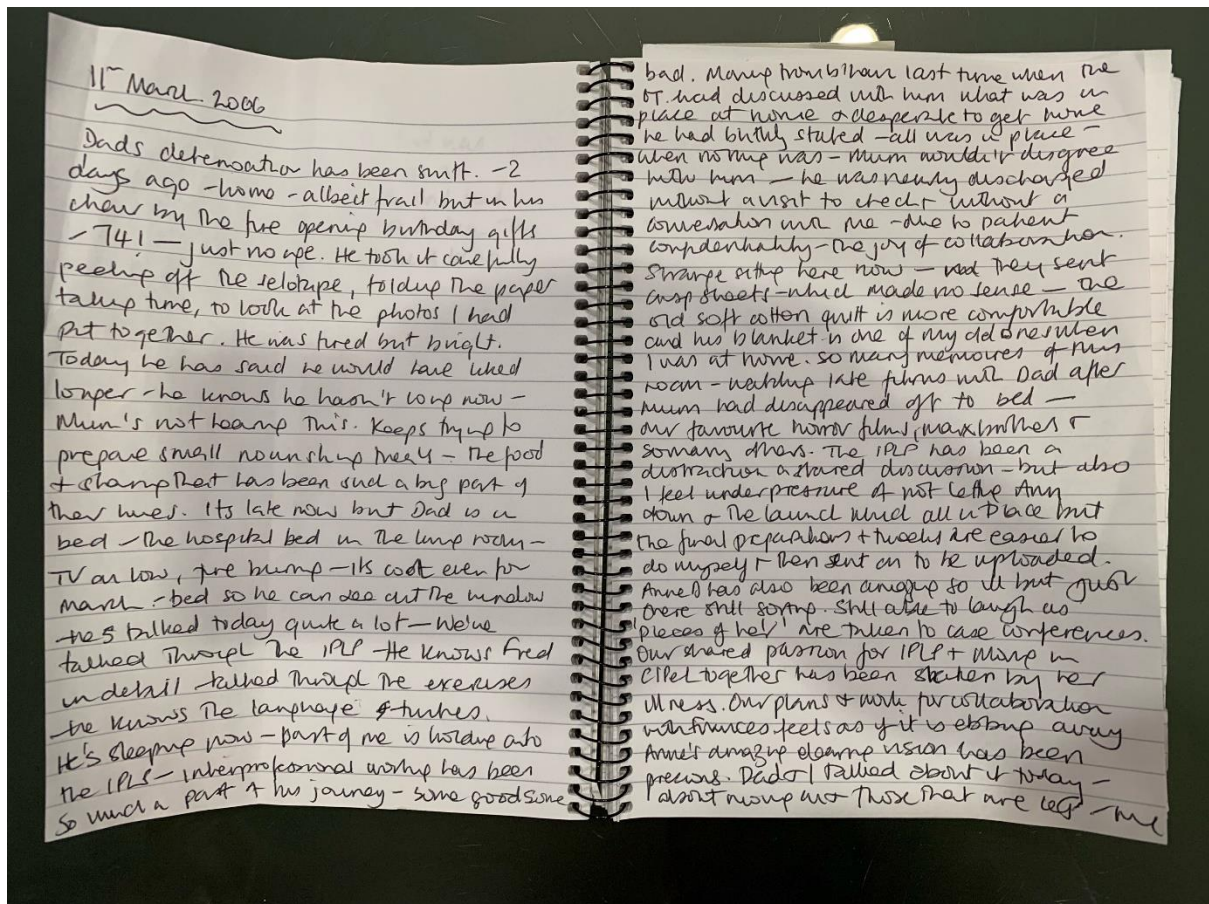 11th March. 2006
Dads deterioration has been swift. -2
days ago - home - albeit frail but in his
chair by the fire opening birthday gifts
- 74! - just no age. He took it carefully
peeling off the selotape, folding the paper
taking time, to look at the photos I had
put together. He was tired but bright.
Today he has said he would have liked
longer - he knows he hasn't long now -
Mum's not hearing this. Keeps trying to
prepare small nourishing meals - the food
+ sharing that has been such a big part of
their lives. Its late now but Dad is in
bed - the hospital bed in the living room -
TV on low, fire burning - its cold even for
March - bed so he can see out the window
He's talked today quite a lot - We've
talked through the IPLP - He knows Fred
in detail - talked through the exercises
he knows the language &
He's sleeping now - part of me is holding onto
the IPLP - interprofessional working has been
so much a part of his journey - some good some
bad. Moving from last time when the
OT had discussed with him what was in
place at home & desperate to get home
he had blithly stated - all was in place -
when nothing was - Mum wouldn't disgree
with him - he was nearly discharged
without a visit to check + without a
conversation with me - due to patient
confidentiality - the joy of collaboration.
Strange sitting here now - they sent
crisp sheets - which made no sense - the
old soft cotton quilt is more comfortable
and his blanket is one of my old ones when
I was at home. So many memories of this
room - watching late films with Dad after
Mum had disappeared off to bed -
our favourite horror films, marx brothers &
so many others. The IPLP has been a
distraction a shared discussion - but also
I feel under pressure of not letting Ann
down & the launch which all in place but
the final preparations + tweeks are easier to
do myself & then sent on to be uploaded.
Anne has also been amazing so ill but
there still. Still able to laugh as
'pieces of her' are taken to case conferences.
Our shared passion for IPLP + moving in
CIPeL together has been shaken by her
illness. Our plans & work for collaboration
with Frances feels as if it is ebbing away
Anne's amazing elearning vision has been
precious. Dad & I talked about it today -
about moving and those that are left - me